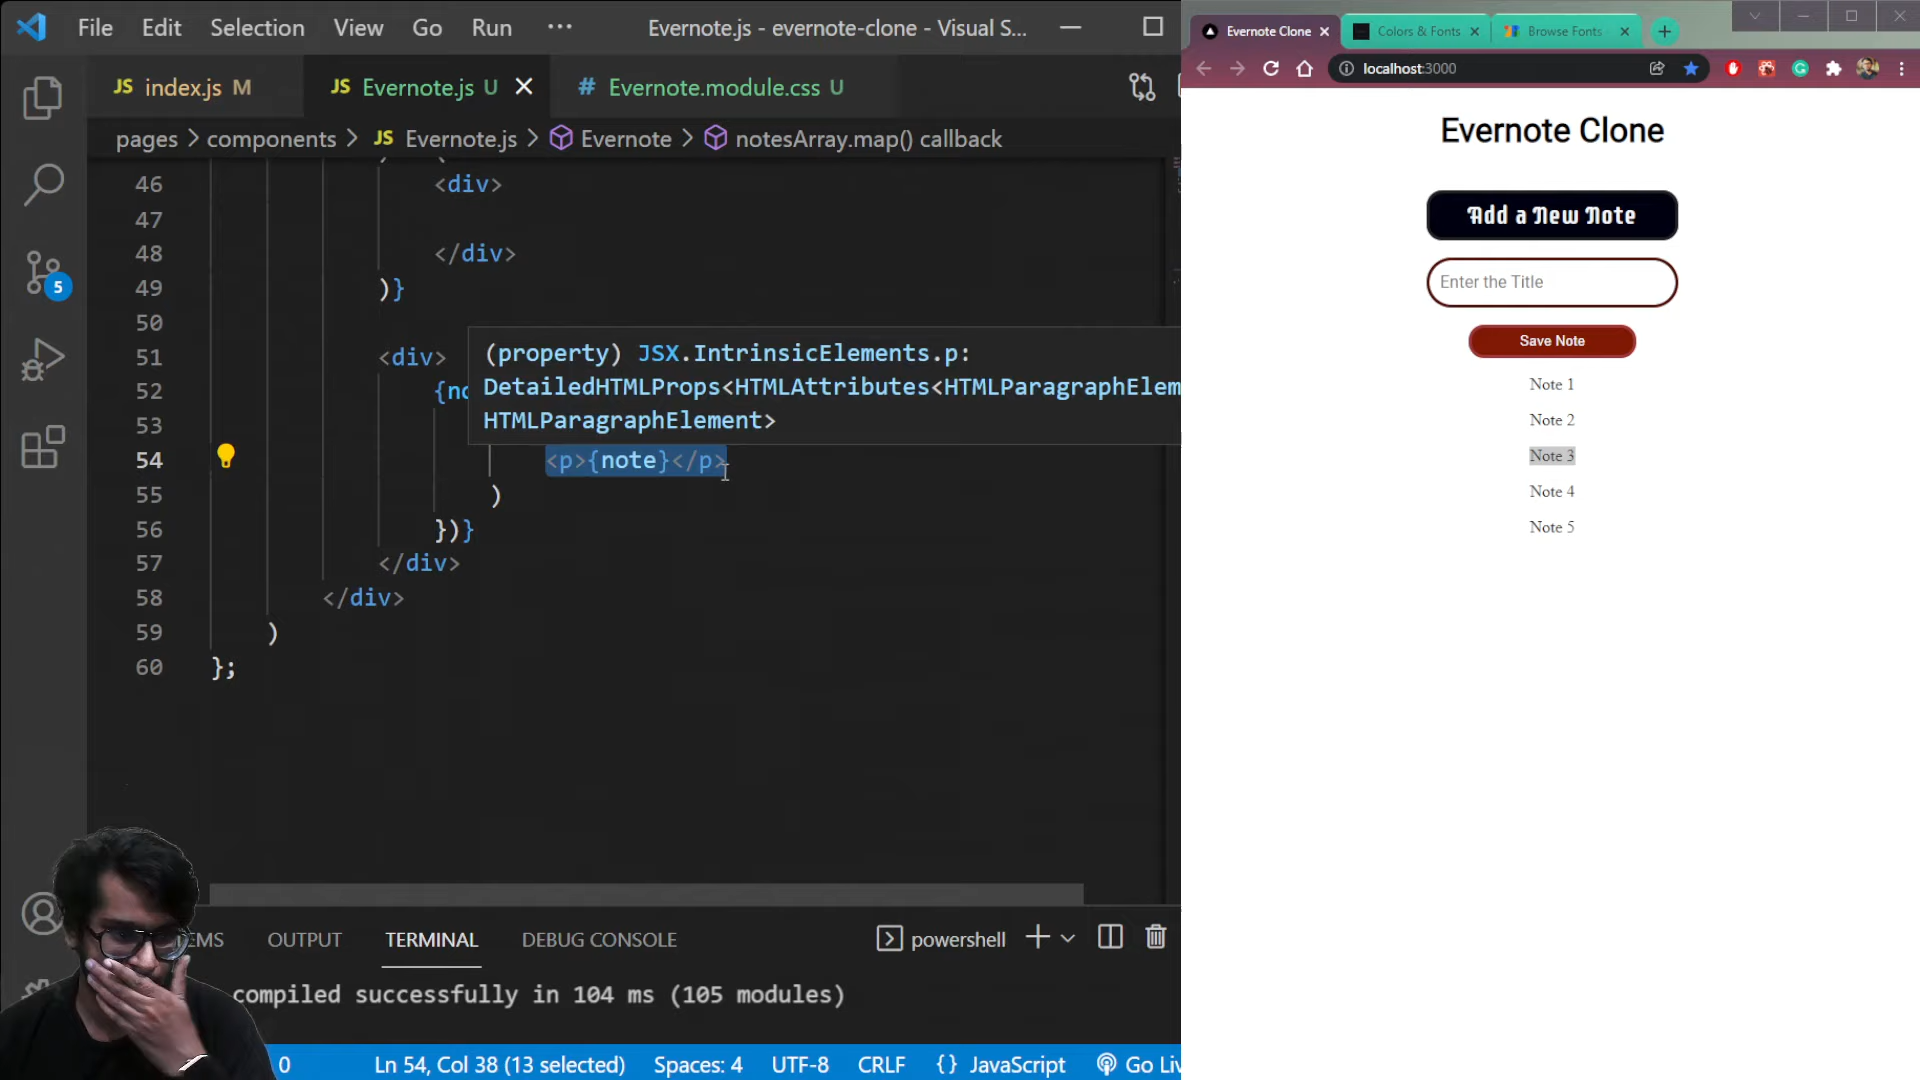 File Edit Selection View Go Run ··· Evernote.js - evernote-clone - Visual S...
JS index.js M JS Evernote.js U # Evernote.module.css U
pages > components > JS Evernote.js > Evernote > notesArray.map() callback
46 <div>
47
48 </div>
49 )}
50
51 <div>
52 {no
53
54 <p>{note}</p>
55 )
56 })}
57 </div>
58 </div>
59 )
60 };
(property) JSX.IntrinsicElements.p:
DetailedHTMLProps<HTMLAttributes<HTMLParagraphElem
HTMLParagraphElement>
5
EMS OUTPUT TERMINAL DEBUG CONSOLE powershell
compiled successfully in 104 ms (105 modules)
0 Ln 54, Col 38 (13 selected) Spaces: 4 UTF-8 CRLF {} JavaScript Go Liv
Evernote Clone Colors & Fonts Browse Fonts
localhost:3000
Evernote Clone
Add a New Note
Enter the Title
Save Note
Note 1
Note 2
Note 3
Note 4
Note 5